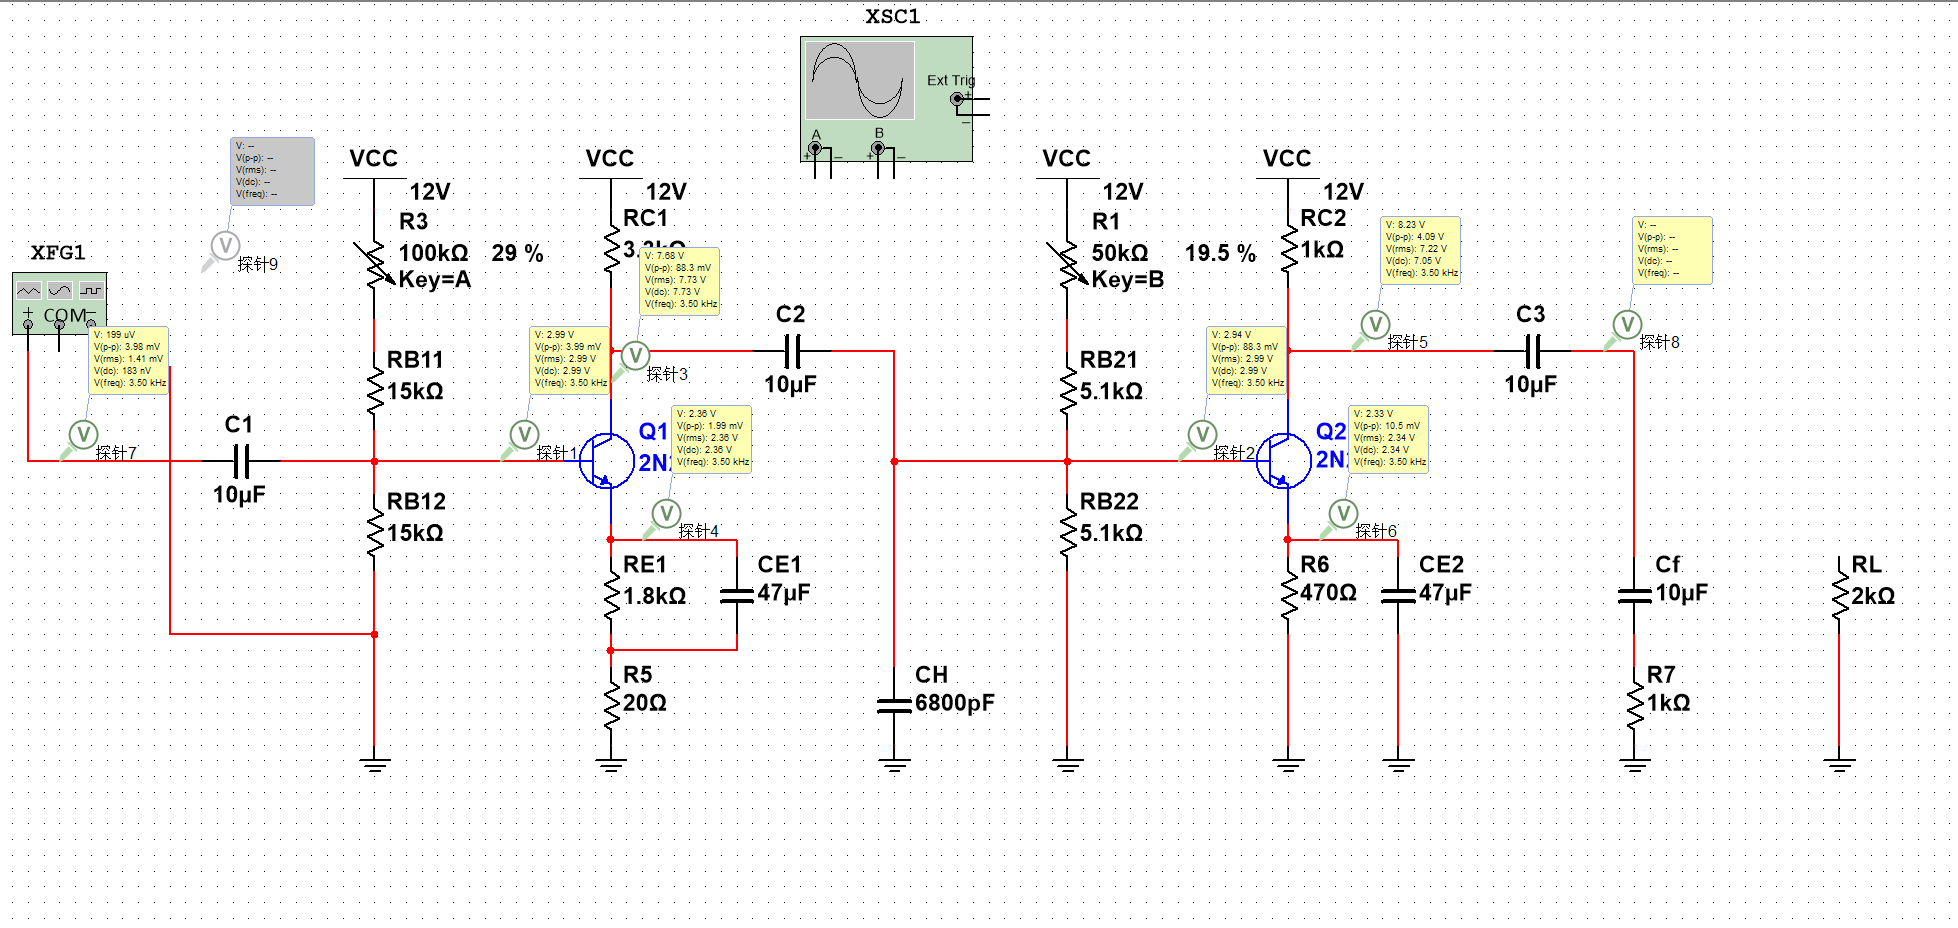 XSC1
Ext Trig
+
−
A
B
+ − + −
V: --
V(p-p): --
V(rms): --
V(dc): --
V(freq): --
V
探针9
XFG1
+ COM −
V: 199 uV
V(p-p): 3.98 mV
V(rms): 1.41 mV
V(dc): 183 nV
V(freq): 3.50 kHz
V
探针7
C1
10µF
VCC
12V
R3
100kΩ 29 %
Key=A
RB11
15kΩ
RB12
15kΩ
V: 2.99 V
V(p-p): 3.99 mV
V(rms): 2.99 V
V(dc): 2.99 V
V(freq): 3.50 kHz
V
探针1
VCC
12V
RC1
V: 7.68 V
V(p-p): 88.3 mV
V(rms): 7.73 V
V(dc): 7.73 V
V(freq): 3.50 kHz
V
探针3
Q1
V: 2.36 V
V(p-p): 1.99 mV
V(rms): 2.36 V
V(dc): 2.36 V
V(freq): 3.50 kHz
V
探针4
RE1
1.8kΩ
CE1
47µF
R5
20Ω
C2
10µF
CH
6800pF
VCC
12V
R1
50kΩ 19.5 %
Key=B
RB21
5.1kΩ
RB22
5.1kΩ
V: 2.94 V
V(p-p): 88.3 mV
V(rms): 2.99 V
V(dc): 2.99 V
V(freq): 3.50 kHz
V
探针2
VCC
12V
RC2
1kΩ
V: 8.23 V
V(p-p): 4.09 V
V(rms): 7.22 V
V(dc): 7.05 V
V(freq): 3.50 kHz
V
探针5
Q2
V: 2.33 V
V(p-p): 10.5 mV
V(rms): 2.34 V
V(dc): 2.34 V
V(freq): 3.50 kHz
V
探针6
R6
470Ω
CE2
47µF
C3
10µF
V: --
V(p-p): --
V(rms): --
V(dc): --
V(freq): --
V
探针8
Cf
10µF
R7
1kΩ
RL
2kΩ